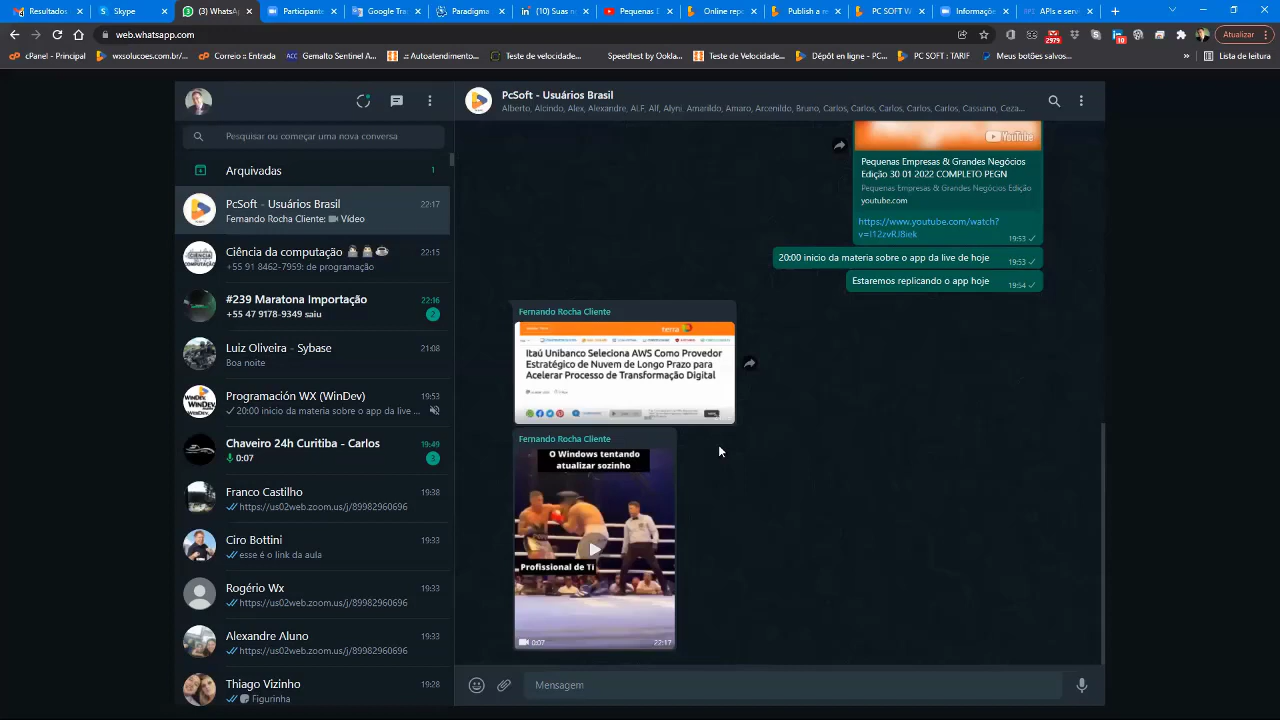 Resultados
Skype
(3) WhatsA
Participante
Google Tra
Paradigma
(10) Suas n
Pequenas E
Online repo
Publish a re
PC SOFT W
Informaçõe
APIs e serv
web.whatsapp.com
2979
10
Atualizar
cPanel - Principal
wxsolucoes.com.br/...
Correio :: Entrada
Gemalto Sentinel A...
:: Autoatendimento...
Teste de velocidade...
Speedtest by Ookla...
Teste de Velocidade...
Dépôt en ligne - PC...
PC SOFT : TARIF
Meus botões salvos...
Lista de leitura
Pesquisar ou começar uma nova conversa
Arquivadas
1
PcSoft - Usuários Brasil
22:17
Fernando Rocha Cliente: Vídeo
Ciência da computação
22:15
+55 91 8462-7959: de programação
#239 Maratona Importação
22:16
+55 47 9178-9349 saiu
2
Luiz Oliveira - Sybase
21:08
Boa noite
Programación WX (WinDev)
19:53
20:00 inicio da materia sobre o app da live ...
Chaveiro 24h Curitiba - Carlos
19:49
0:07
1
Franco Castilho
19:38
https://us02web.zoom.us/j/89982960696
Ciro Bottini
19:33
esse é o link da aula
Rogério Wx
19:33
https://us02web.zoom.us/j/89982960696
Alexandre Aluno
19:33
https://us02web.zoom.us/j/89982960696
Thiago Vizinho
19:28
Figurinha
PcSoft - Usuários Brasil
Alberto, Alcindo, Alex, Alexandre, ALF, Alf, Alyni, Amarildo, Amaro, Arcenildo, Bruno, Carlos, Carlos, Carlos, Carlos, Carlos, Cassiano, Ceza...
YouTube
Pequenas Empresas & Grandes Negócios
Edição 30 01 2022 COMPLETO PEGN
Pequenas Empresas & Grandes Negócios Edição
youtube.com
https://www.youtube.com/watch?
v=I12zvRJ8iek
19:53
20:00 inicio da materia sobre o app da live de hoje
19:53
Estaremos replicando o app hoje
19:54
Fernando Rocha Cliente
terra
Itaú Unibanco Seleciona AWS Como Provedor
Estratégico de Nuvem de Longo Prazo para
Acelerar Processo de Transformação Digital
Fernando Rocha Cliente
O Windows tentando
atualizar sozinho
Profissional de Ti
0:07
22:17
Mensagem